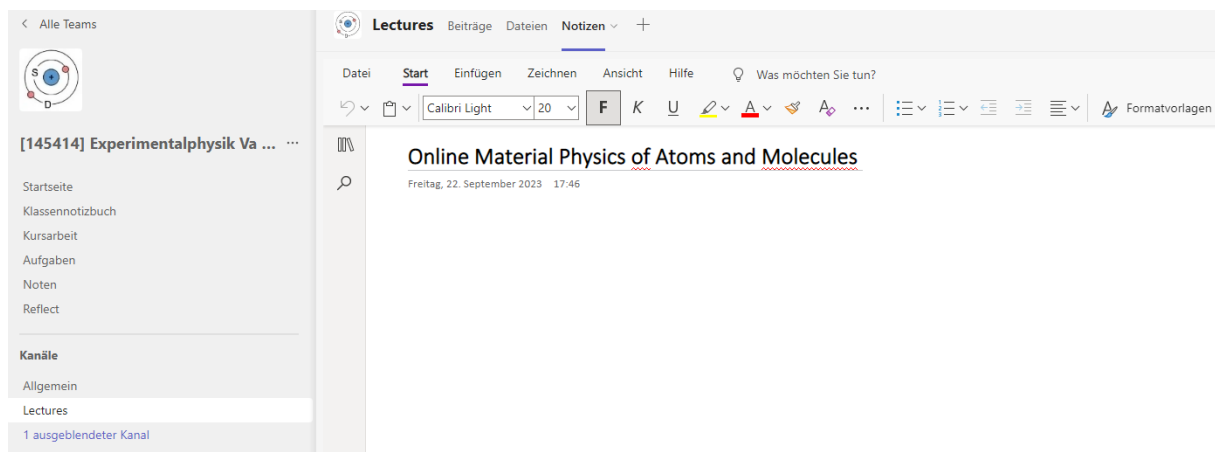 Alle Teams
S
D
[145414] Experimentalphysik Va ... ...
Startseite
Klassennotizbuch
Kursarbeit
Aufgaben
Noten
Reflect
Kanäle
Allgemein
Lectures
1 ausgeblendeter Kanal
S
D
Lectures Beiträge Dateien Notizen
Datei Start Einfügen Zeichnen Ansicht Hilfe Was möchten Sie tun?
Calibri Light 20 F K U A A ... Formatvorlagen
Online Material Physics of Atoms and Molecules
Freitag, 22. September 2023 17:46